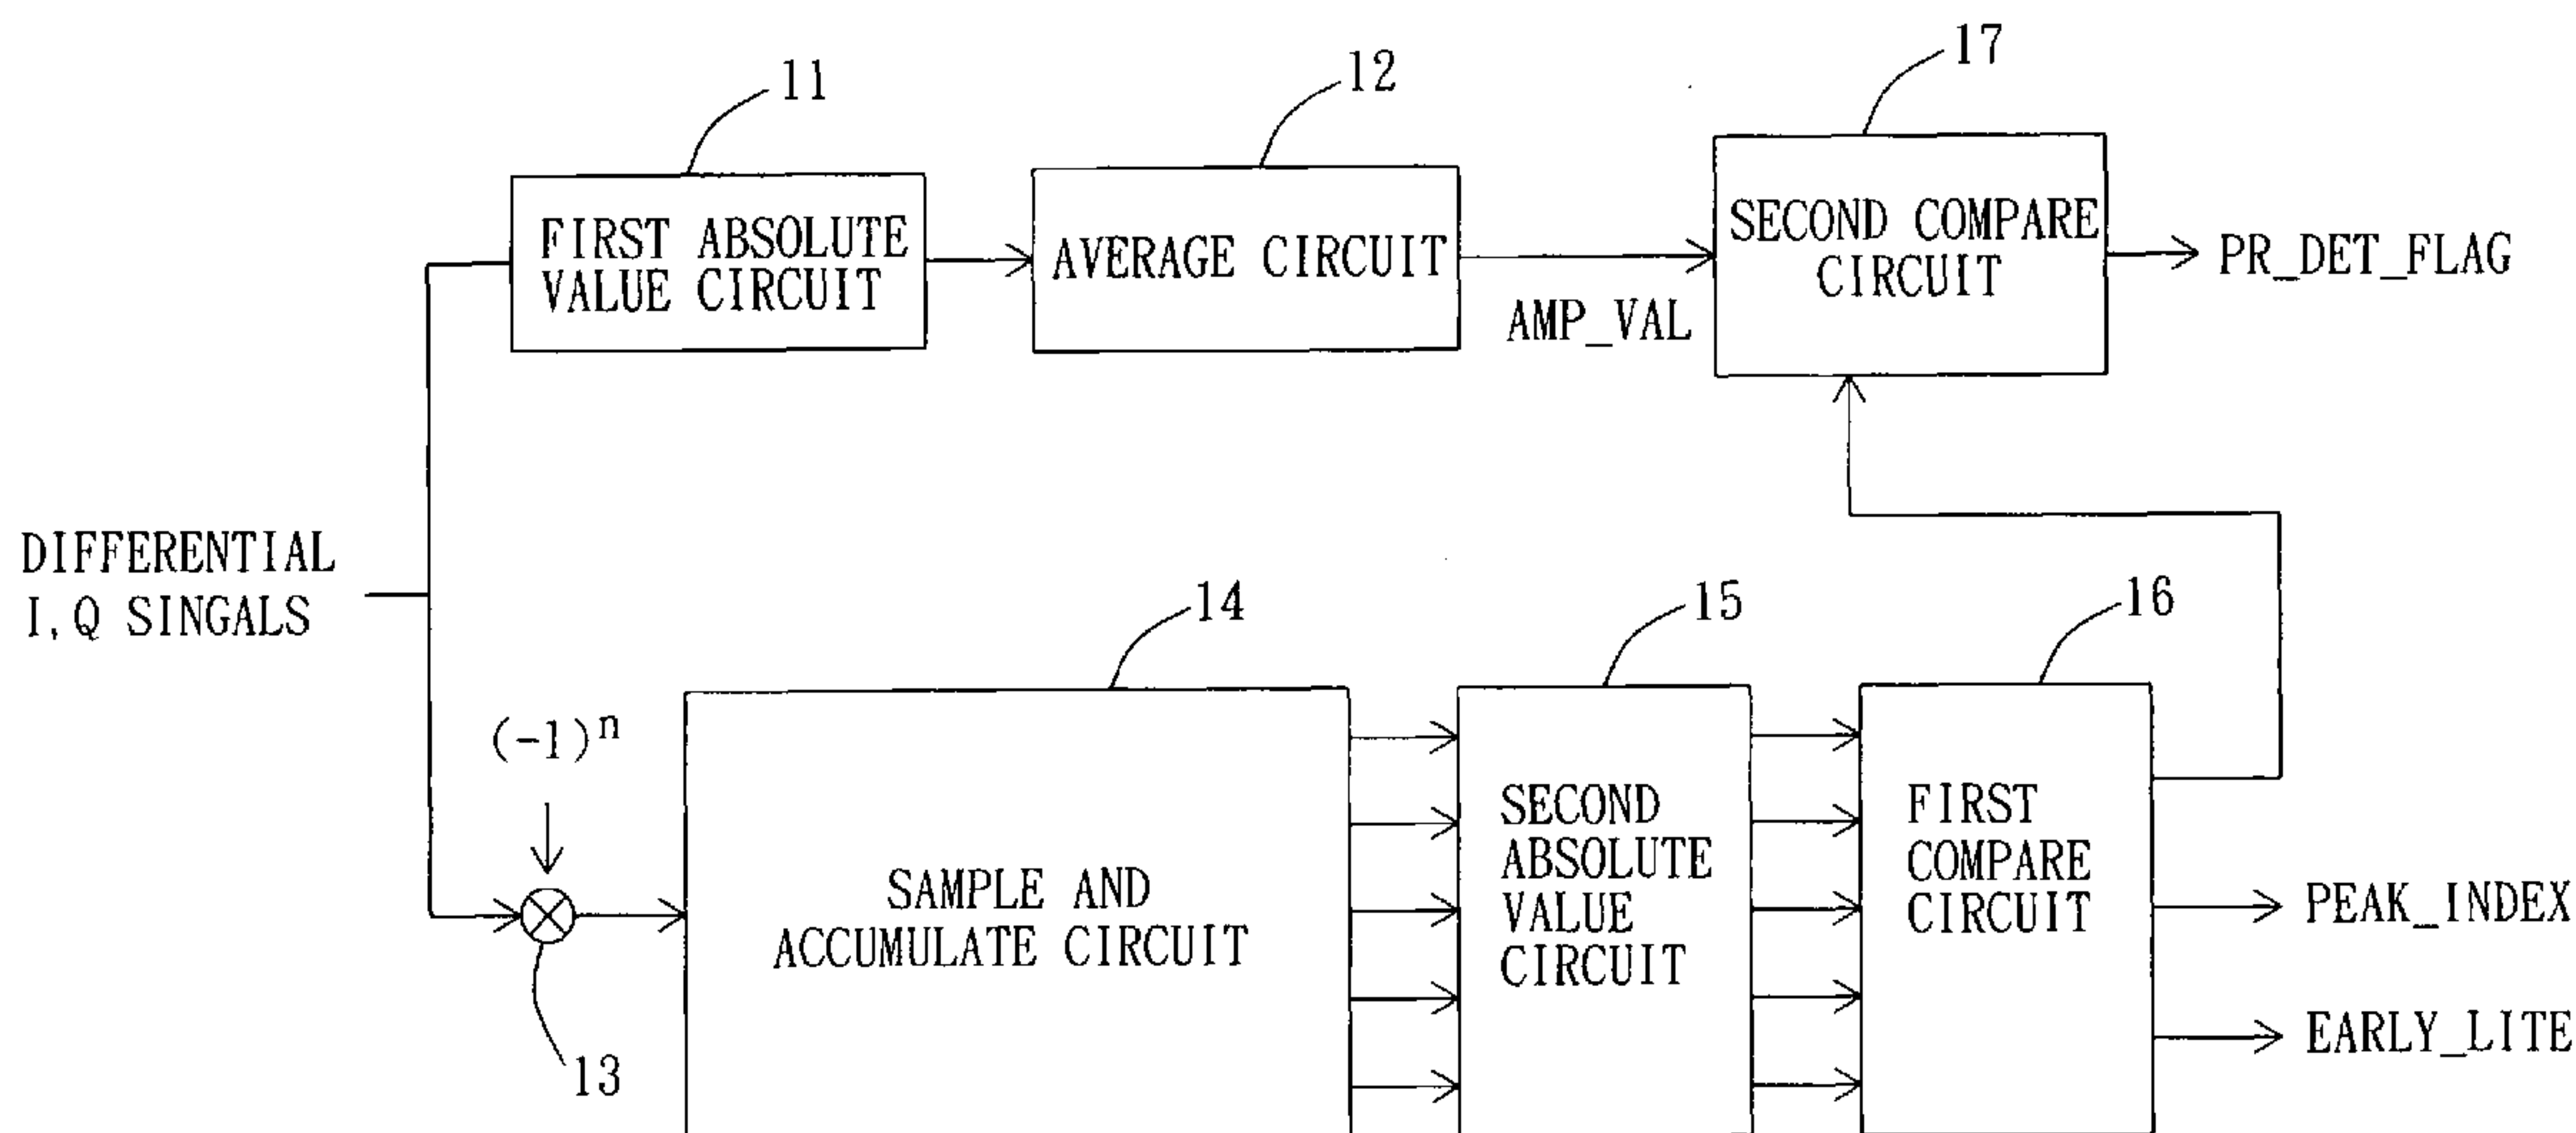 11
12
17
FIRST ABSOLUTE
VALUE CIRCUIT
AVERAGE CIRCUIT
SECOND COMPARE
CIRCUIT
PR_DET_FLAG
AMP_VAL
DIFFERENTIAL
I,Q SINGALS
14
15
16
(-1)^n
SAMPLE AND
ACCUMULATE CIRCUIT
SECOND
ABSOLUTE
VALUE
CIRCUIT
FIRST
COMPARE
CIRCUIT
PEAK_INDEX
EARLY_LITE
13